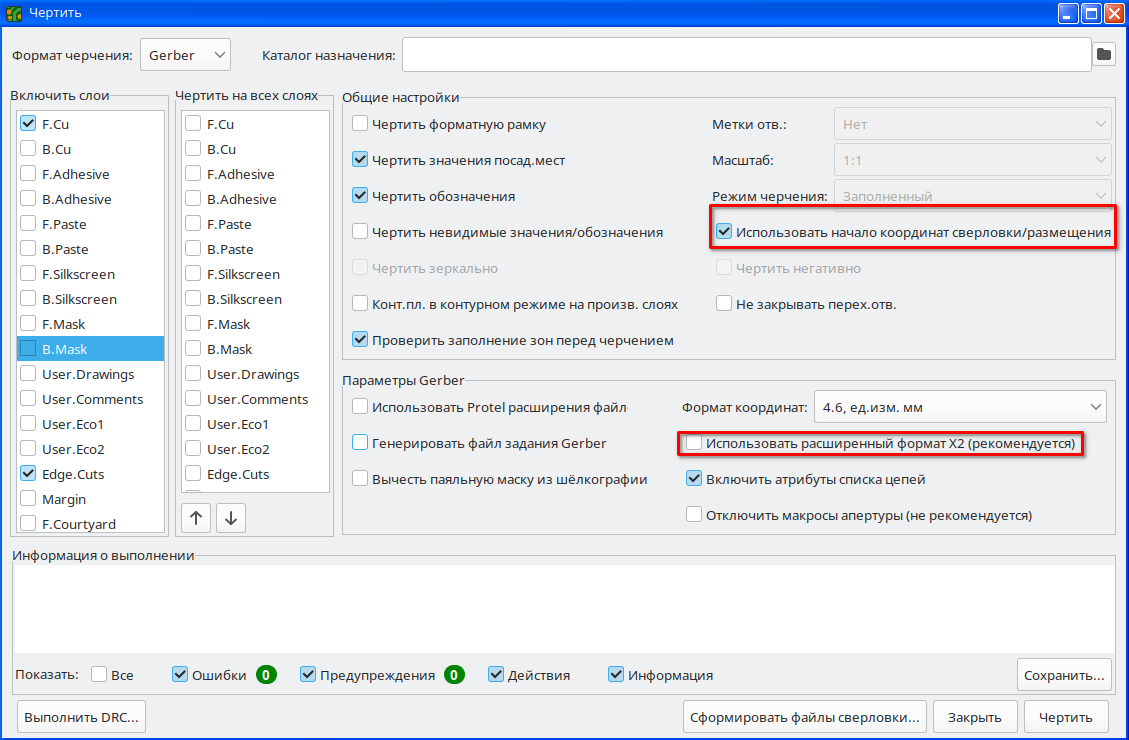 Чертить
Формат черчения: Gerber Каталог назначения:
Включить слои
F.Cu
B.Cu
F.Adhesive
B.Adhesive
F.Paste
B.Paste
F.Silkscreen
B.Silkscreen
F.Mask
B.Mask
User.Drawings
User.Comments
User.Eco1
User.Eco2
Edge.Cuts
Margin
F.Courtyard
Чертить на всех слоях
F.Cu
B.Cu
F.Adhesive
B.Adhesive
F.Paste
B.Paste
F.Silkscreen
B.Silkscreen
F.Mask
B.Mask
User.Drawings
User.Comments
User.Eco1
User.Eco2
Edge.Cuts
Общие настройки
Чертить форматную рамку
Чертить значения посад.мест
Чертить обозначения
Чертить невидимые значения/обозначения
Чертить зеркально
Конт.пл. в контурном режиме на произв. слоях
Проверить заполнение зон перед черчением
Метки отв.: Нет
Масштаб: 1:1
Режим черчения: Заполненный
Использовать начало координат сверловки/размещения
Чертить негативно
Не закрывать перех.отв.
Параметры Gerber
Использовать Protel расширения файл
Генерировать файл задания Gerber
Вычесть паяльную маску из шёлкографии
Формат координат: 4.6, ед.изм. мм
Использовать расширенный формат X2 (рекомендуется)
Включить атрибуты списка цепей
Отключить макросы апертуры (не рекомендуется)
Информация о выполнении
Показать: Все Ошибки 0 Предупреждения 0 Действия Информация Сохранить...
Выполнить DRC... Сформировать файлы сверловки... Закрыть Чертить